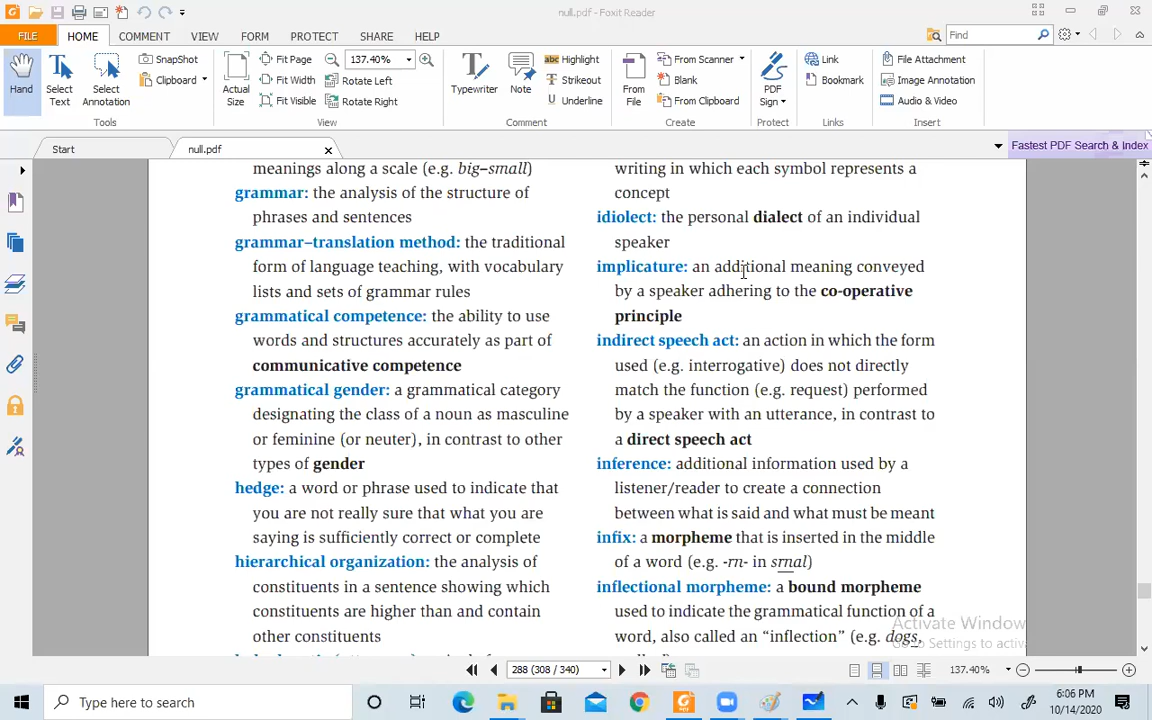 null.pdf - Foxit Reader
FILE
HOME
COMMENT
VIEW
FORM
PROTECT
SHARE
HELP
Find
Hand
Select
Text
Select
Annotation
SnapShot
Clipboard
Tools
Actual
Size
Fit Page
Fit Width
Fit Visible
137.40%
Rotate Left
Rotate Right
View
Typewriter
Note
Highlight
Strikeout
Underline
Comment
From
File
From Scanner
Blank
From Clipboard
Create
PDF
Sign
Protect
Link
Bookmark
Links
File Attachment
Image Annotation
Audio & Video
Insert
Start
null.pdf
Fastest PDF Search & Index
meanings along a scale (e.g. big–small)
grammar: the analysis of the structure of
phrases and sentences
grammar–translation method: the traditional
form of language teaching, with vocabulary
lists and sets of grammar rules
grammatical competence: the ability to use
words and structures accurately as part of
communicative competence
grammatical gender: a grammatical category
designating the class of a noun as masculine
or feminine (or neuter), in contrast to other
types of gender
hedge: a word or phrase used to indicate that
you are not really sure that what you are
saying is sufficiently correct or complete
hierarchical organization: the analysis of
constituents in a sentence showing which
constituents are higher than and contain
other constituents
writing in which each symbol represents a
concept
idiolect: the personal dialect of an individual
speaker
implicature: an additional meaning conveyed
by a speaker adhering to the co-operative
principle
indirect speech act: an action in which the form
used (e.g. interrogative) does not directly
match the function (e.g. request) performed
by a speaker with an utterance, in contrast to
a direct speech act
inference: additional information used by a
listener/reader to create a connection
between what is said and what must be meant
infix: a morpheme that is inserted in the middle
of a word (e.g. -rn- in srnal)
inflectional morpheme: a bound morpheme
used to indicate the grammatical function of a
word, also called an “inflection” (e.g. dogs,
Activate Window
Go to Settings to activ
288 (308 / 340)
137.40%
Type here to search
6:06 PM
10/14/2020